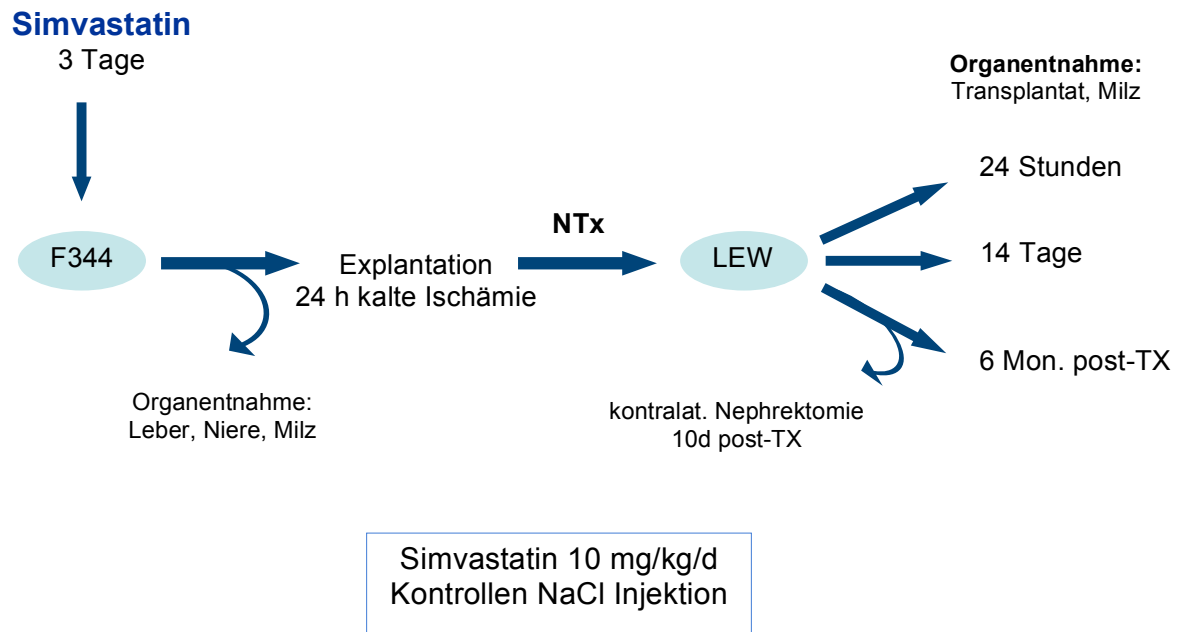 Simvastatin
3 Tage
Organentnahme:
Transplantat, Milz
24 Stunden
NTx
F344
Explantation
24 h kalte Ischämie
LEW
14 Tage
6 Mon. post-TX
Organentnahme:
Leber, Niere, Milz
kontralat. Nephrektomie
10d post-TX
Simvastatin 10 mg/kg/d
Kontrollen NaCl Injektion